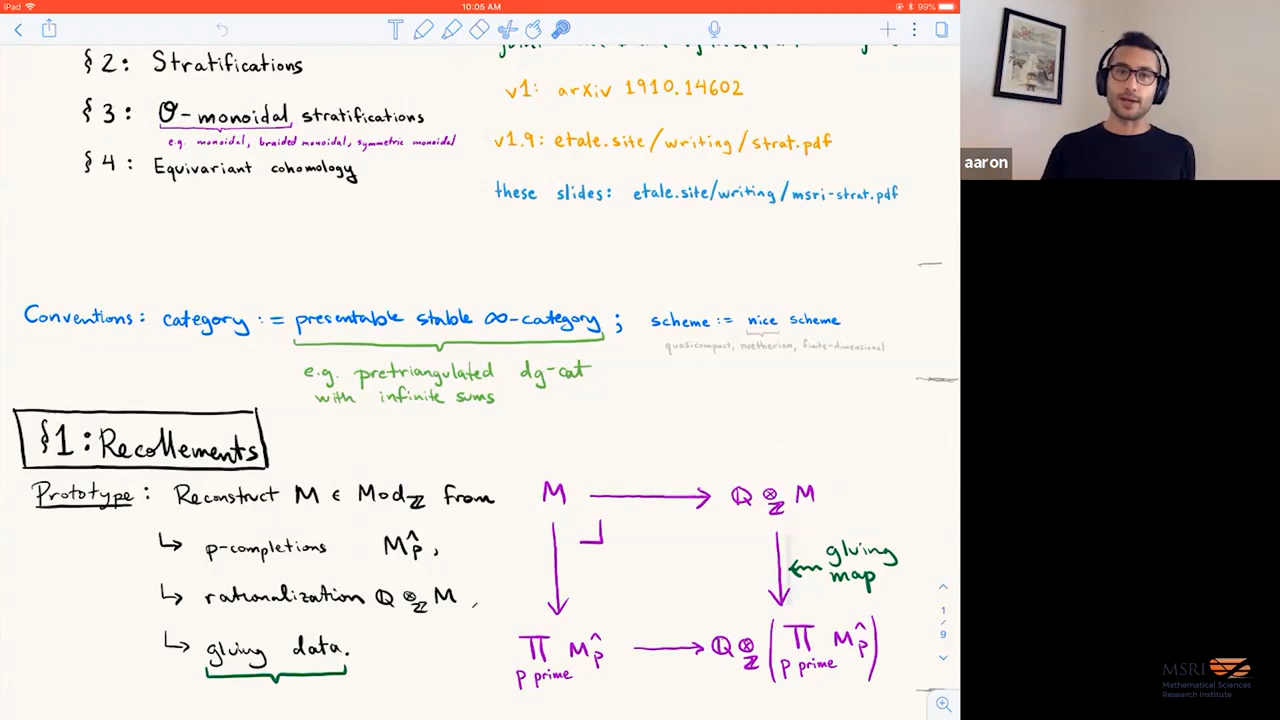 iPad
10:05 AM
99%
§2: Stratifications
v1: arXiv 1910.14602
§3: O-monoidal stratifications
e.g. monoidal, braided monoidal, symmetric monoidal
v1.9: etale.site/writing/strat.pdf
§4: Equivariant cohomology
these slides: etale.site/writing/msri-strat.pdf
aaron
Conventions: category := presentable stable ∞-category ; scheme := nice scheme
quasicompact, noetherian, finite-dimensional
e.g. pretriangulated dg-cat
with infinite sums
§1: Recollements
Prototype: Reconstruct M ∈ Mod_ℤ from
↳ p-completions M^_p,
↳ rationalization ℚ ⊗_ℤ M,
↳ gluing data.
M → ℚ ⊗_ℤ M
← gluing
map
∏ M^_p → ℚ ⊗_ℤ (∏ M^_p)
p prime p prime
1
/
9
MSRI
Mathematical Sciences
Research Institute